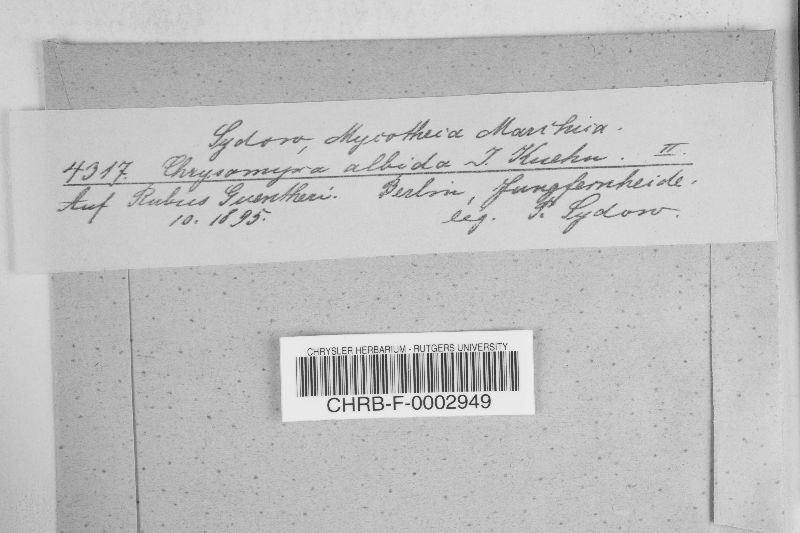 Sydow, Mycotheca Marchica.
4317. Chrysomyxa albida J. Kuehn. II.
Auf Rubus Guentheri. Berlin, Jungfernheide.
10. 1895. leg. P. Sydow.
CHRYSLER HERBARIUM - RUTGERS UNIVERSITY
CHRB-F-0002949